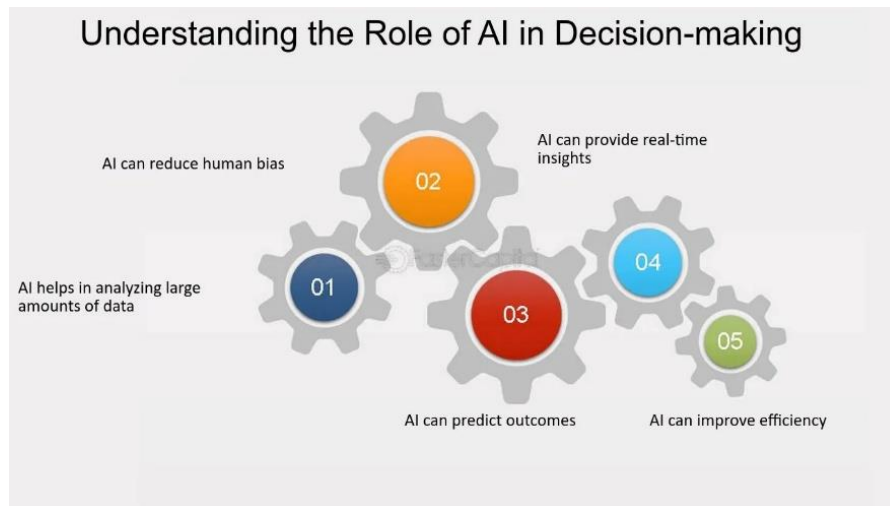 Understanding the Role of AI in Decision-making
AI can reduce human bias
02
AI can provide real-time
insights
01
AI helps in analyzing large
amounts of data
03
04
05
AI can predict outcomes
AI can improve efficiency
FasterCapital